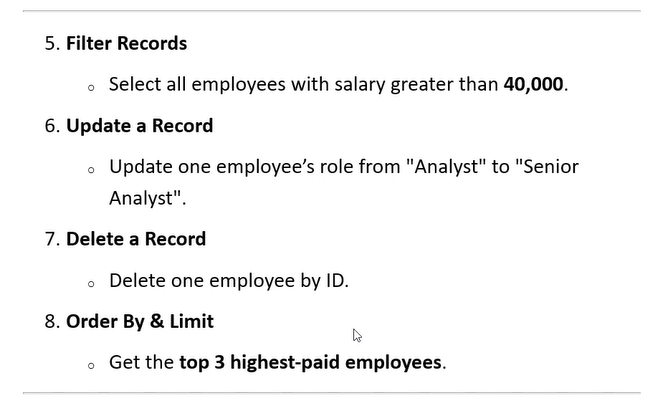 5. Filter Records
○ Select all employees with salary greater than 40,000.
6. Update a Record
○ Update one employee’s role from "Analyst" to "Senior
Analyst".
7. Delete a Record
○ Delete one employee by ID.
8. Order By & Limit
○ Get the top 3 highest-paid employees.